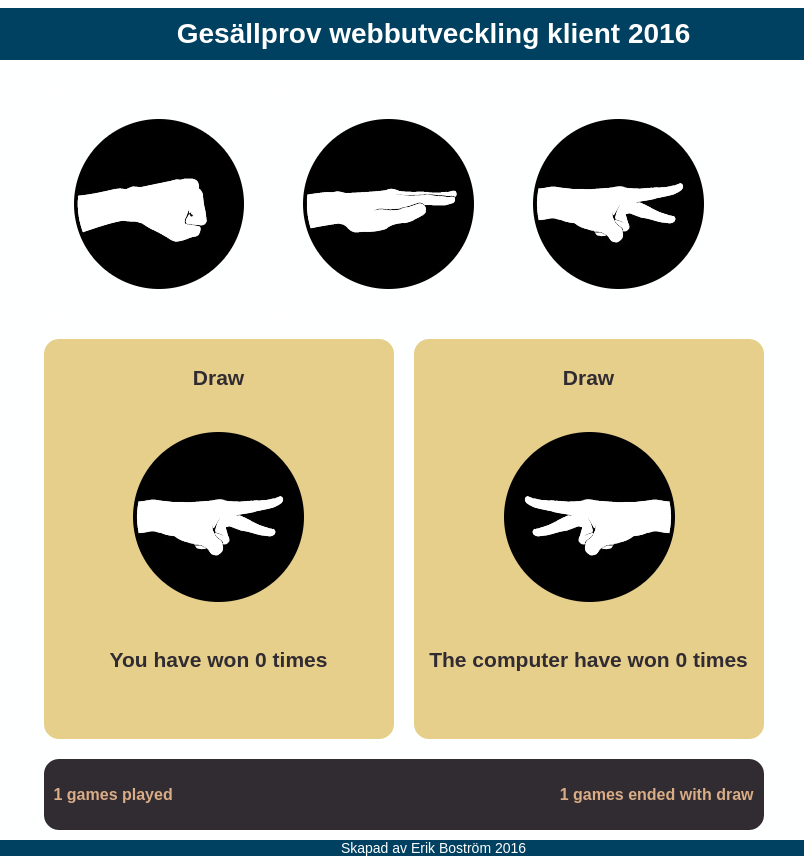 Gesällprov webbutveckling klient 2016
Draw
Draw
You have won 0 times
The computer have won 0 times
1 games played
1 games ended with draw
Skapad av Erik Boström 2016